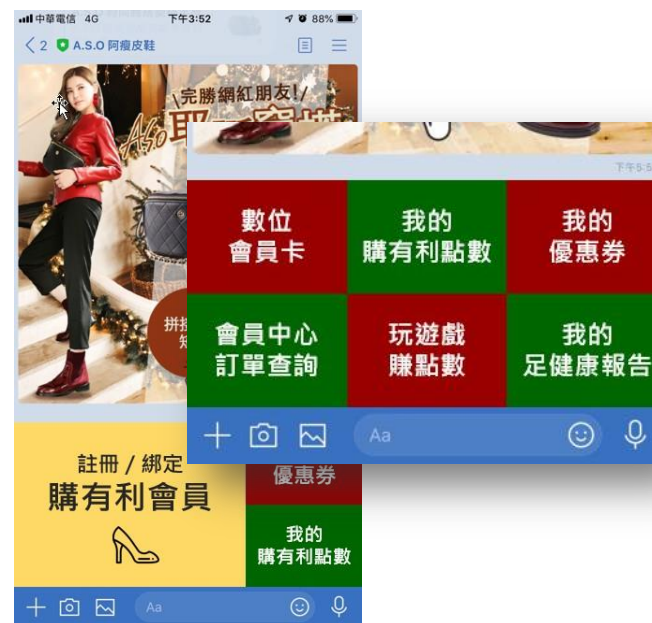 中華電信 4G
下午3:52
88%
2
A.S.O 阿瘦皮鞋
\完勝網紅朋友!/
A.S.O
下午5:5
數位
會員卡
我的
購有利點數
我的
優惠券
會員中心
訂單查詢
玩遊戲
賺點數
我的
足健康報告
Aa
註冊 / 綁定
購有利會員
優惠券
我的
購有利點數
Aa